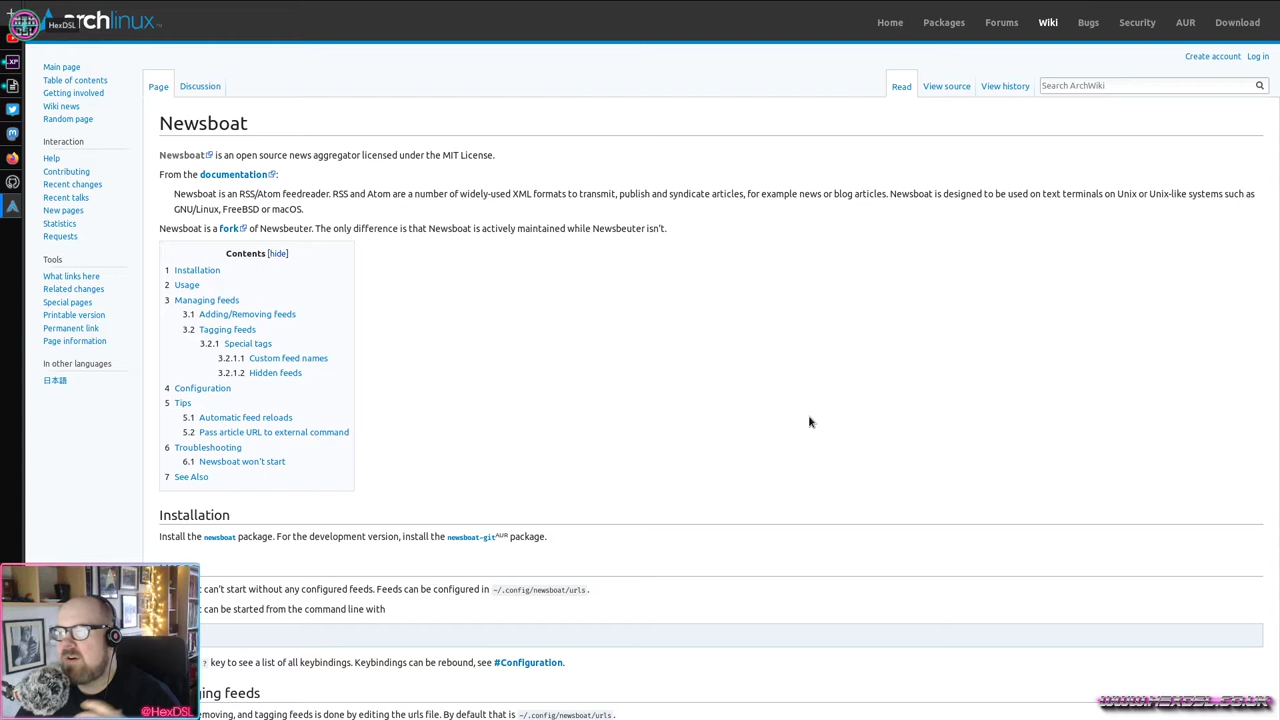 HexDSL
archlinux
Home
Packages
Forums
Wiki
Bugs
Security
AUR
Download
Create account
Log in
Main page
Table of contents
Getting involved
Wiki news
Random page
Interaction
Help
Contributing
Recent changes
Recent talks
New pages
Statistics
Requests
Tools
What links here
Related changes
Special pages
Printable version
Permanent link
Page information
In other languages
日本語
Page
Discussion
Read
View source
View history
Search ArchWiki
Newsboat
Newsboat is an open source news aggregator licensed under the MIT License.
From the documentation:
Newsboat is an RSS/Atom feedreader. RSS and Atom are a number of widely-used XML formats to transmit, publish and syndicate articles, for example news or blog articles. Newsboat is designed to be used on text terminals on Unix or Unix-like systems such as
GNU/Linux, FreeBSD or macOS.
Newsboat is a fork of Newsbeuter. The only difference is that Newsboat is actively maintained while Newsbeuter isn't.
Contents [hide]
1 Installation
2 Usage
3 Managing feeds
3.1 Adding/Removing feeds
3.2 Tagging feeds
3.2.1 Special tags
3.2.1.1 Custom feed names
3.2.1.2 Hidden feeds
4 Configuration
5 Tips
5.1 Automatic feed reloads
5.2 Pass article URL to external command
6 Troubleshooting
6.1 Newsboat won't start
7 See Also
Installation
Install the newsboat package. For the development version, install the newsboat-git AUR package.
t can't start without any configured feeds. Feeds can be configured in ~/.config/newsboat/urls .
t can be started from the command line with
? key to see a list of all keybindings. Keybindings can be rebound, see #Configuration.
ging feeds
emoving, and tagging feeds is done by editing the urls file. By default that is ~/.config/newsboat/urls .
@HexDSL
WWW.HEXDSL.CO.UK